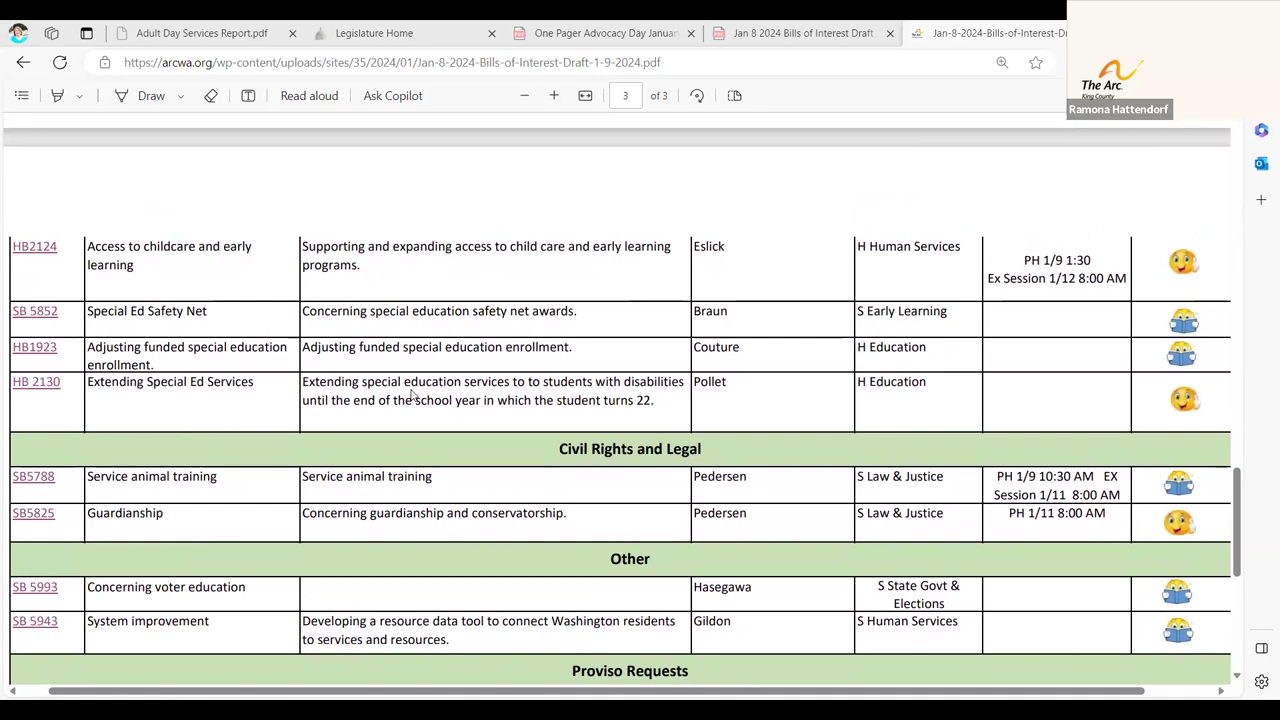 Adult Day Services Report.pdf
Legislature Home
One Pager Advocacy Day Januar
Jan 8 2024 Bills of Interest Draft
Jan-8-2024-Bills-of-Interest-Dr
https://arcwa.org/wp-content/uploads/sites/35/2024/01/Jan-8-2024-Bills-of-Interest-Draft-1-9-2024.pdf
The Arc
King County
Ramona Hattendorf
Draw
Read aloud
Ask Copilot
3 of 3
HB2124 Access to childcare and early Supporting and expanding access to child care and early learning Eslick H Human Services
learning programs. PH 1/9 1:30
Ex Session 1/12 8:00 AM
SB 5852 Special Ed Safety Net Concerning special education safety net awards. Braun S Early Learning
HB1923 Adjusting funded special education Adjusting funded special education enrollment. Couture H Education
enrollment.
HB 2130 Extending Special Ed Services Extending special education services to to students with disabilities Pollet H Education
until the end of the school year in which the student turns 22.
Civil Rights and Legal
SB5788 Service animal training Service animal training Pedersen S Law & Justice PH 1/9 10:30 AM EX
Session 1/11 8:00 AM
SB5825 Guardianship Concerning guardianship and conservatorship. Pedersen S Law & Justice PH 1/11 8:00 AM
Other
SB 5993 Concerning voter education Hasegawa S State Govt &
Elections
SB 5943 System improvement Developing a resource data tool to connect Washington residents Gildon S Human Services
to services and resources.
Proviso Requests